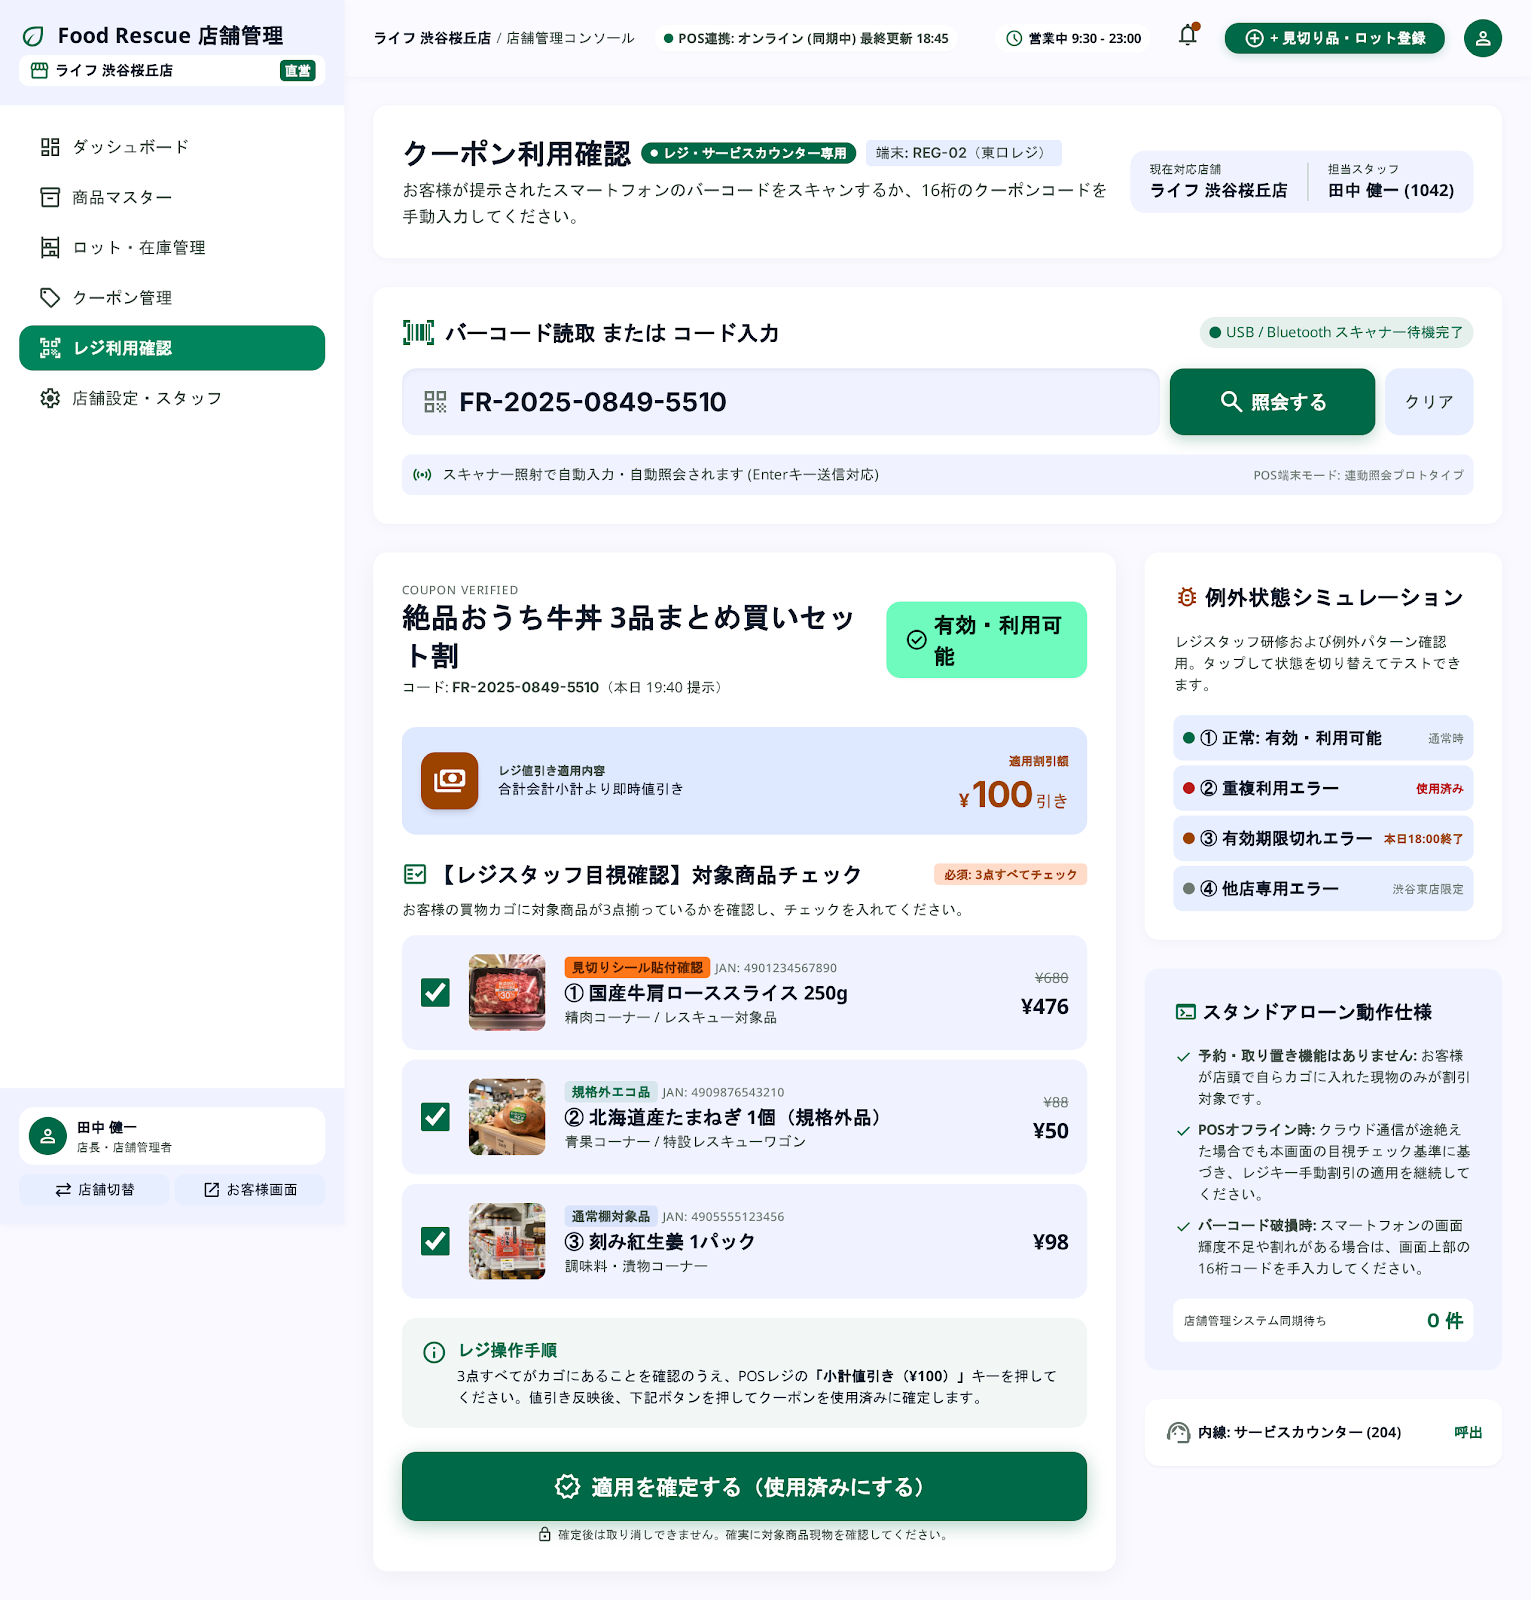 Food Rescue 店舗管理
ライフ 渋谷桜丘店
直営
ダッシュボード
商品マスター
ロット・在庫管理
クーポン管理
レジ利用確認
店舗設定・スタッフ
田中 健一
店長・店舗管理者
店舗切替
お客様画面
ライフ 渋谷桜丘店 / 店舗管理コンソール
POS連携: オンライン (同期中) 最終更新 18:45
営業中 9:30 - 23:00
+ 見切り品・ロット登録
クーポン利用確認
レジ・サービスカウンター専用
端末: REG-02（東口レジ）
お客様が提示されたスマートフォンのバーコードをスキャンするか、16桁のクーポンコードを
手動入力してください。
現在対応店舗
ライフ 渋谷桜丘店
担当スタッフ
田中 健一 (1042)
バーコード読取 または コード入力
USB / Bluetooth スキャナー待機完了
FR-2025-0849-5510
照会する
クリア
スキャナー照射で自動入力・自動照会されます (Enterキー送信対応)
POS端末モード: 連動照会プロトタイプ
COUPON VERIFIED
絶品おうち牛丼 3品まとめ買いセッ
ト割
コード: FR-2025-0849-5510（本日 19:40 提示）
有効・利用可
能
レジ値引き適用内容
合計会計小計より即時値引き
適用割引額
¥100引き
【レジスタッフ目視確認】対象商品チェック
必須: 3点すべてチェック
お客様の買物カゴに対象商品が3点揃っているかを確認し、チェックを入れてください。
見切りシール貼付確認
JAN: 4901234567890
① 国産牛肩ローススライス 250g
精肉コーナー / レスキュー対象品
¥680
¥476
規格外エコ品
JAN: 4909876543210
② 北海道産たまねぎ 1個（規格外品）
青果コーナー / 特設レスキューワゴン
¥88
¥50
通常棚対象品
JAN: 4905555123456
③ 刻み紅生姜 1パック
調味料・漬物コーナー
¥98
レジ操作手順
3点すべてがカゴにあることを確認のうえ、POSレジの「小計値引き（¥100）」キーを押して
ください。値引き反映後、下記ボタンを押してクーポンを使用済みに確定します。
適用を確定する（使用済みにする）
確定後は取り消しできません。確実に対象商品現物を確認してください。
例外状態シミュレーション
レジスタッフ研修および例外パターン確認
用。タップして状態を切り替えてテストでき
ます。
① 正常: 有効・利用可能
通常時
② 重複利用エラー
使用済み
③ 有効期限切れエラー
本日18:00終了
④ 他店専用エラー
渋谷東店限定
スタンドアローン動作仕様
予約・取り置き機能はありません: お客様
が店頭で自らカゴに入れた現物のみが割引
対象です。
POSオフライン時: クラウド通信が途絶え
た場合でも本画面の目視チェック基準に基
づき、レジキー手動割引の適用を継続して
ください。
バーコード破損時: スマートフォンの画面
輝度不足や割れがある場合は、画面上部の
16桁コードを手入力してください。
店舗管理システム同期待ち
0 件
内線: サービスカウンター (204)
呼出